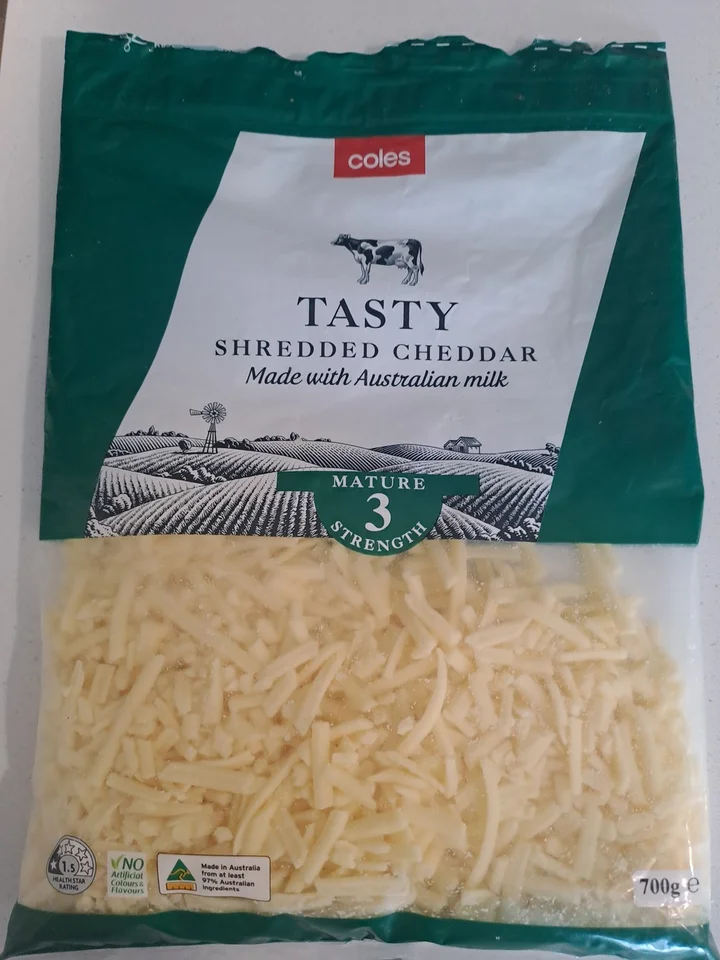 coles
TASTY
SHREDDED CHEDDAR
Made with Australian milk
MATURE
3
STRENGTH
1.5
HEALTH STAR
RATING
NO
Artificial
Colours &
Flavours
Made in Australia
from at least
97% Australian
ingredients
700g e